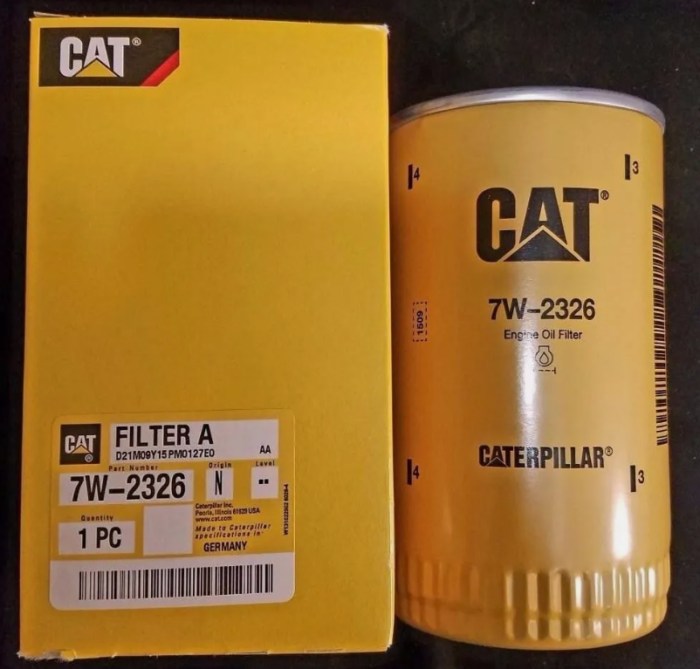 CAT®
CAT®
FILTER A
D21M09Y15PM0127E0
AA
Part Number
Origin
Level
7W-2326
N
--
Quantity
1 PC
Caterpillar Inc.
Peoria, Illinois 61629 USA
www.cat.com
Made to Caterpillar
specifications in:
GERMANY
4
3
CAT®
7W-2326
Engine Oil Filter
1509
CATERPILLAR®
4
3